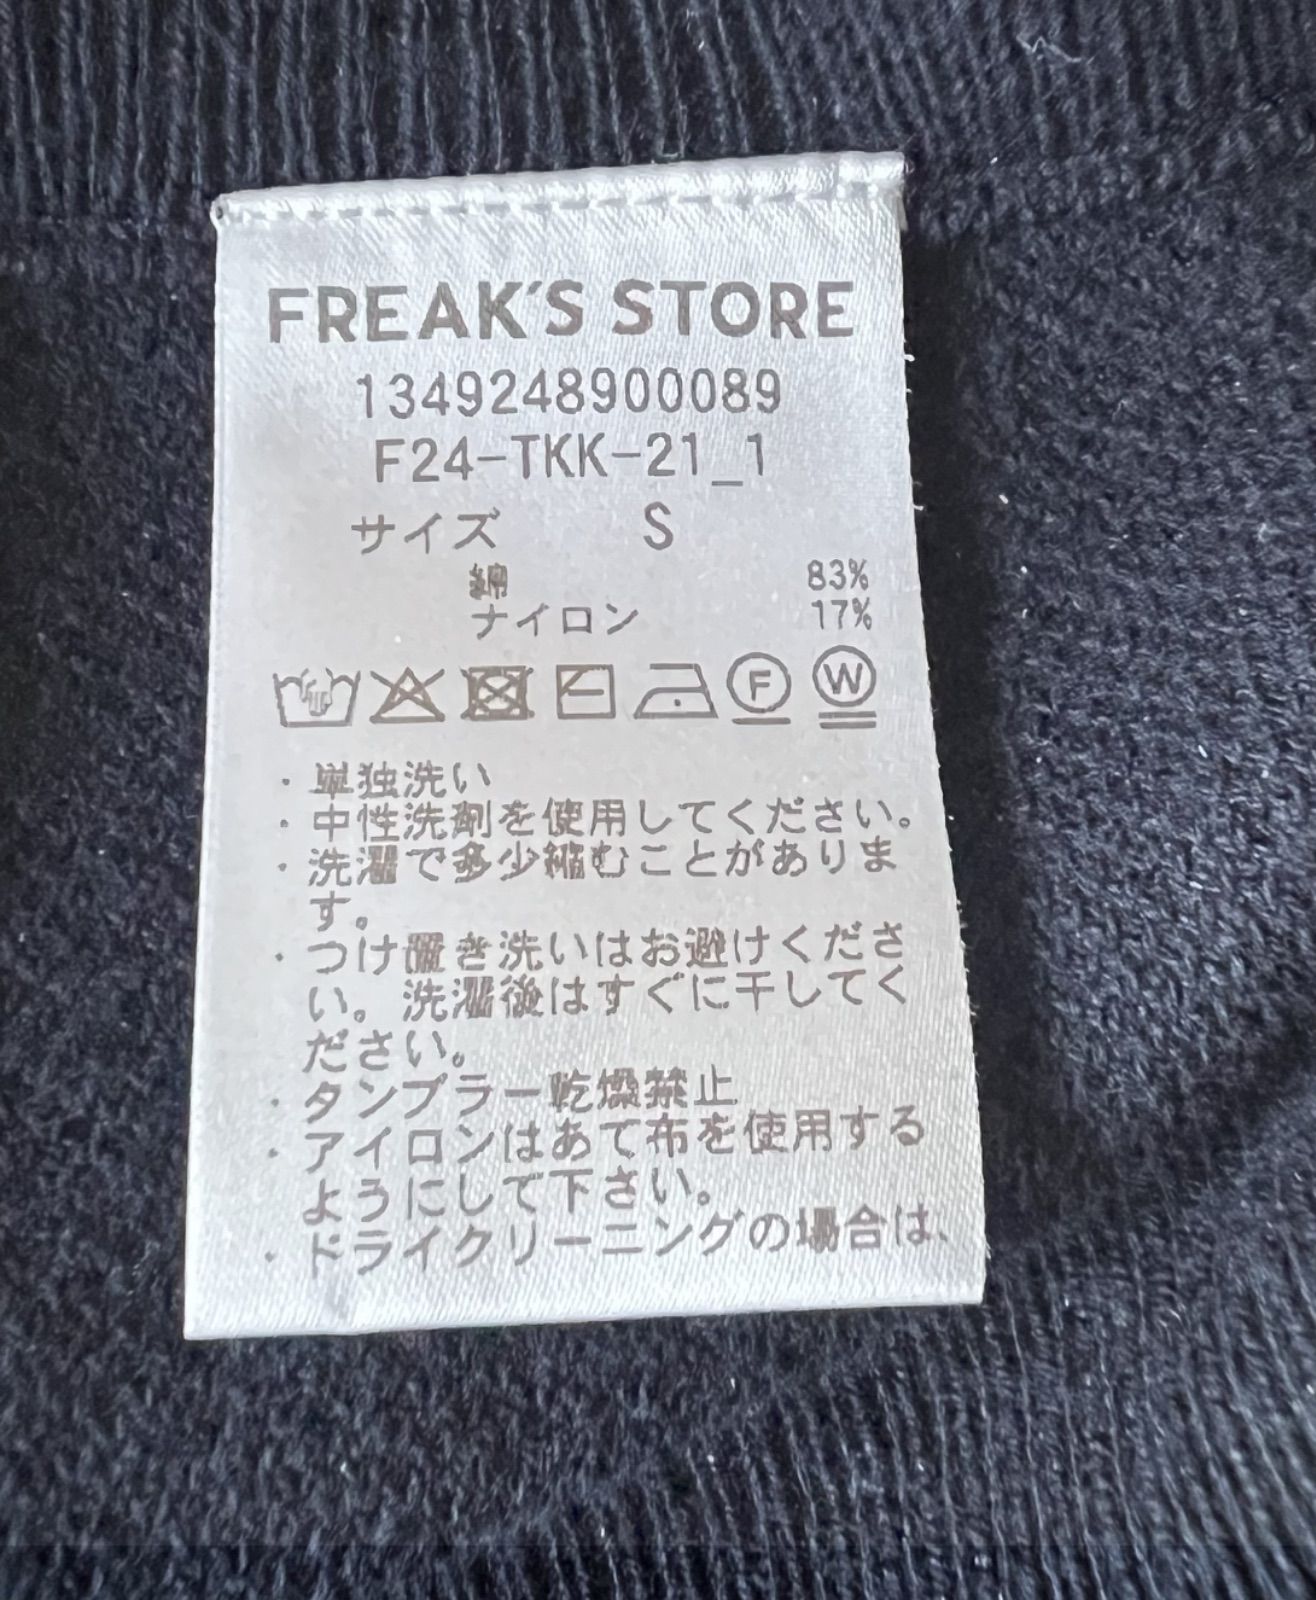 FREAK'S STORE
1349248900089
F24-TKK-21_1
サイズ S
綿 83%
ナイロン 17%
F W
・単独洗い
・中性洗剤を使用してください。
・洗濯で多少縮むことがありま
す。
・つけ置き洗いはお避けくださ
い。洗濯後はすぐに干してく
ださい。
・タンブラー乾燥禁止
・アイロンはあて布を使用する
ようにして下さい。
・ドライクリーニングの場合は、